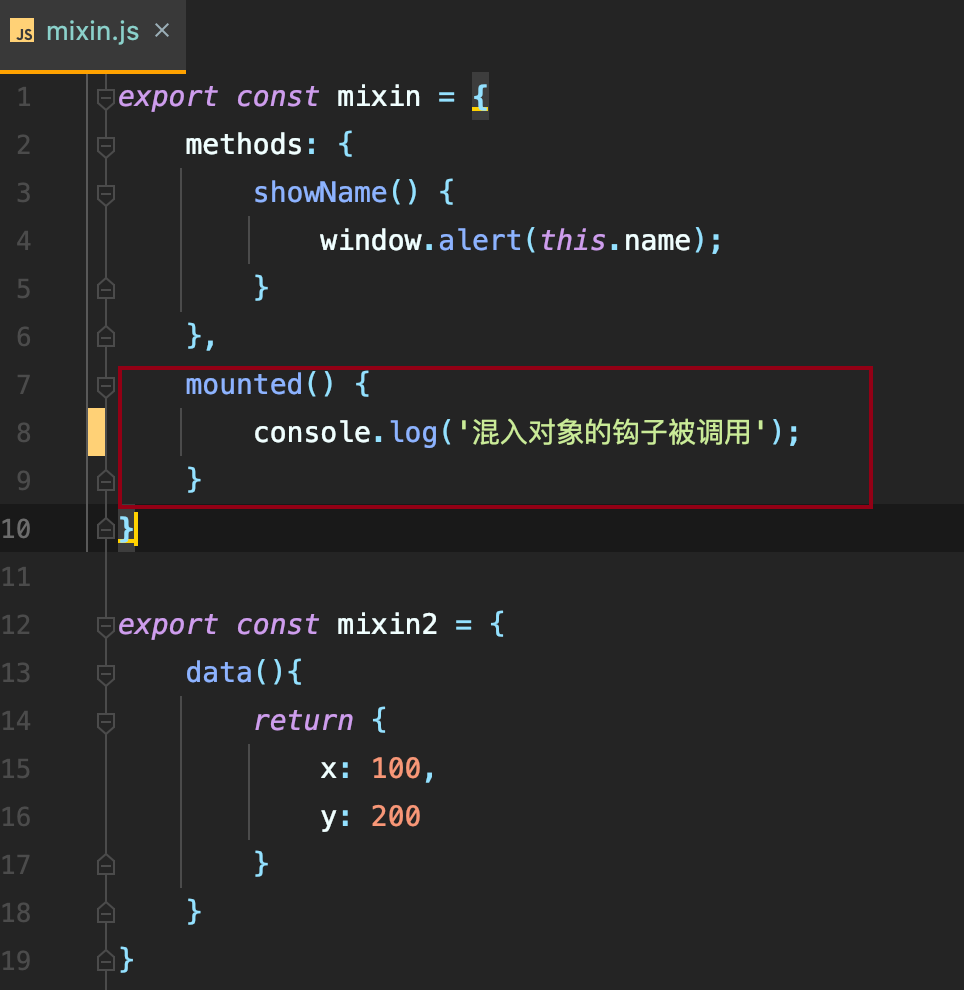 JS mixin.js ×
1 export const mixin = {
2     methods: {
3         showName() {
4             window.alert(this.name);
5         }
6     },
7     mounted() {
8         console.log('混入对象的钩子被调用');
9     }
10 }
11
12 export const mixin2 = {
13     data(){
14         return {
15             x: 100,
16             y: 200
17         }
18     }
19 }